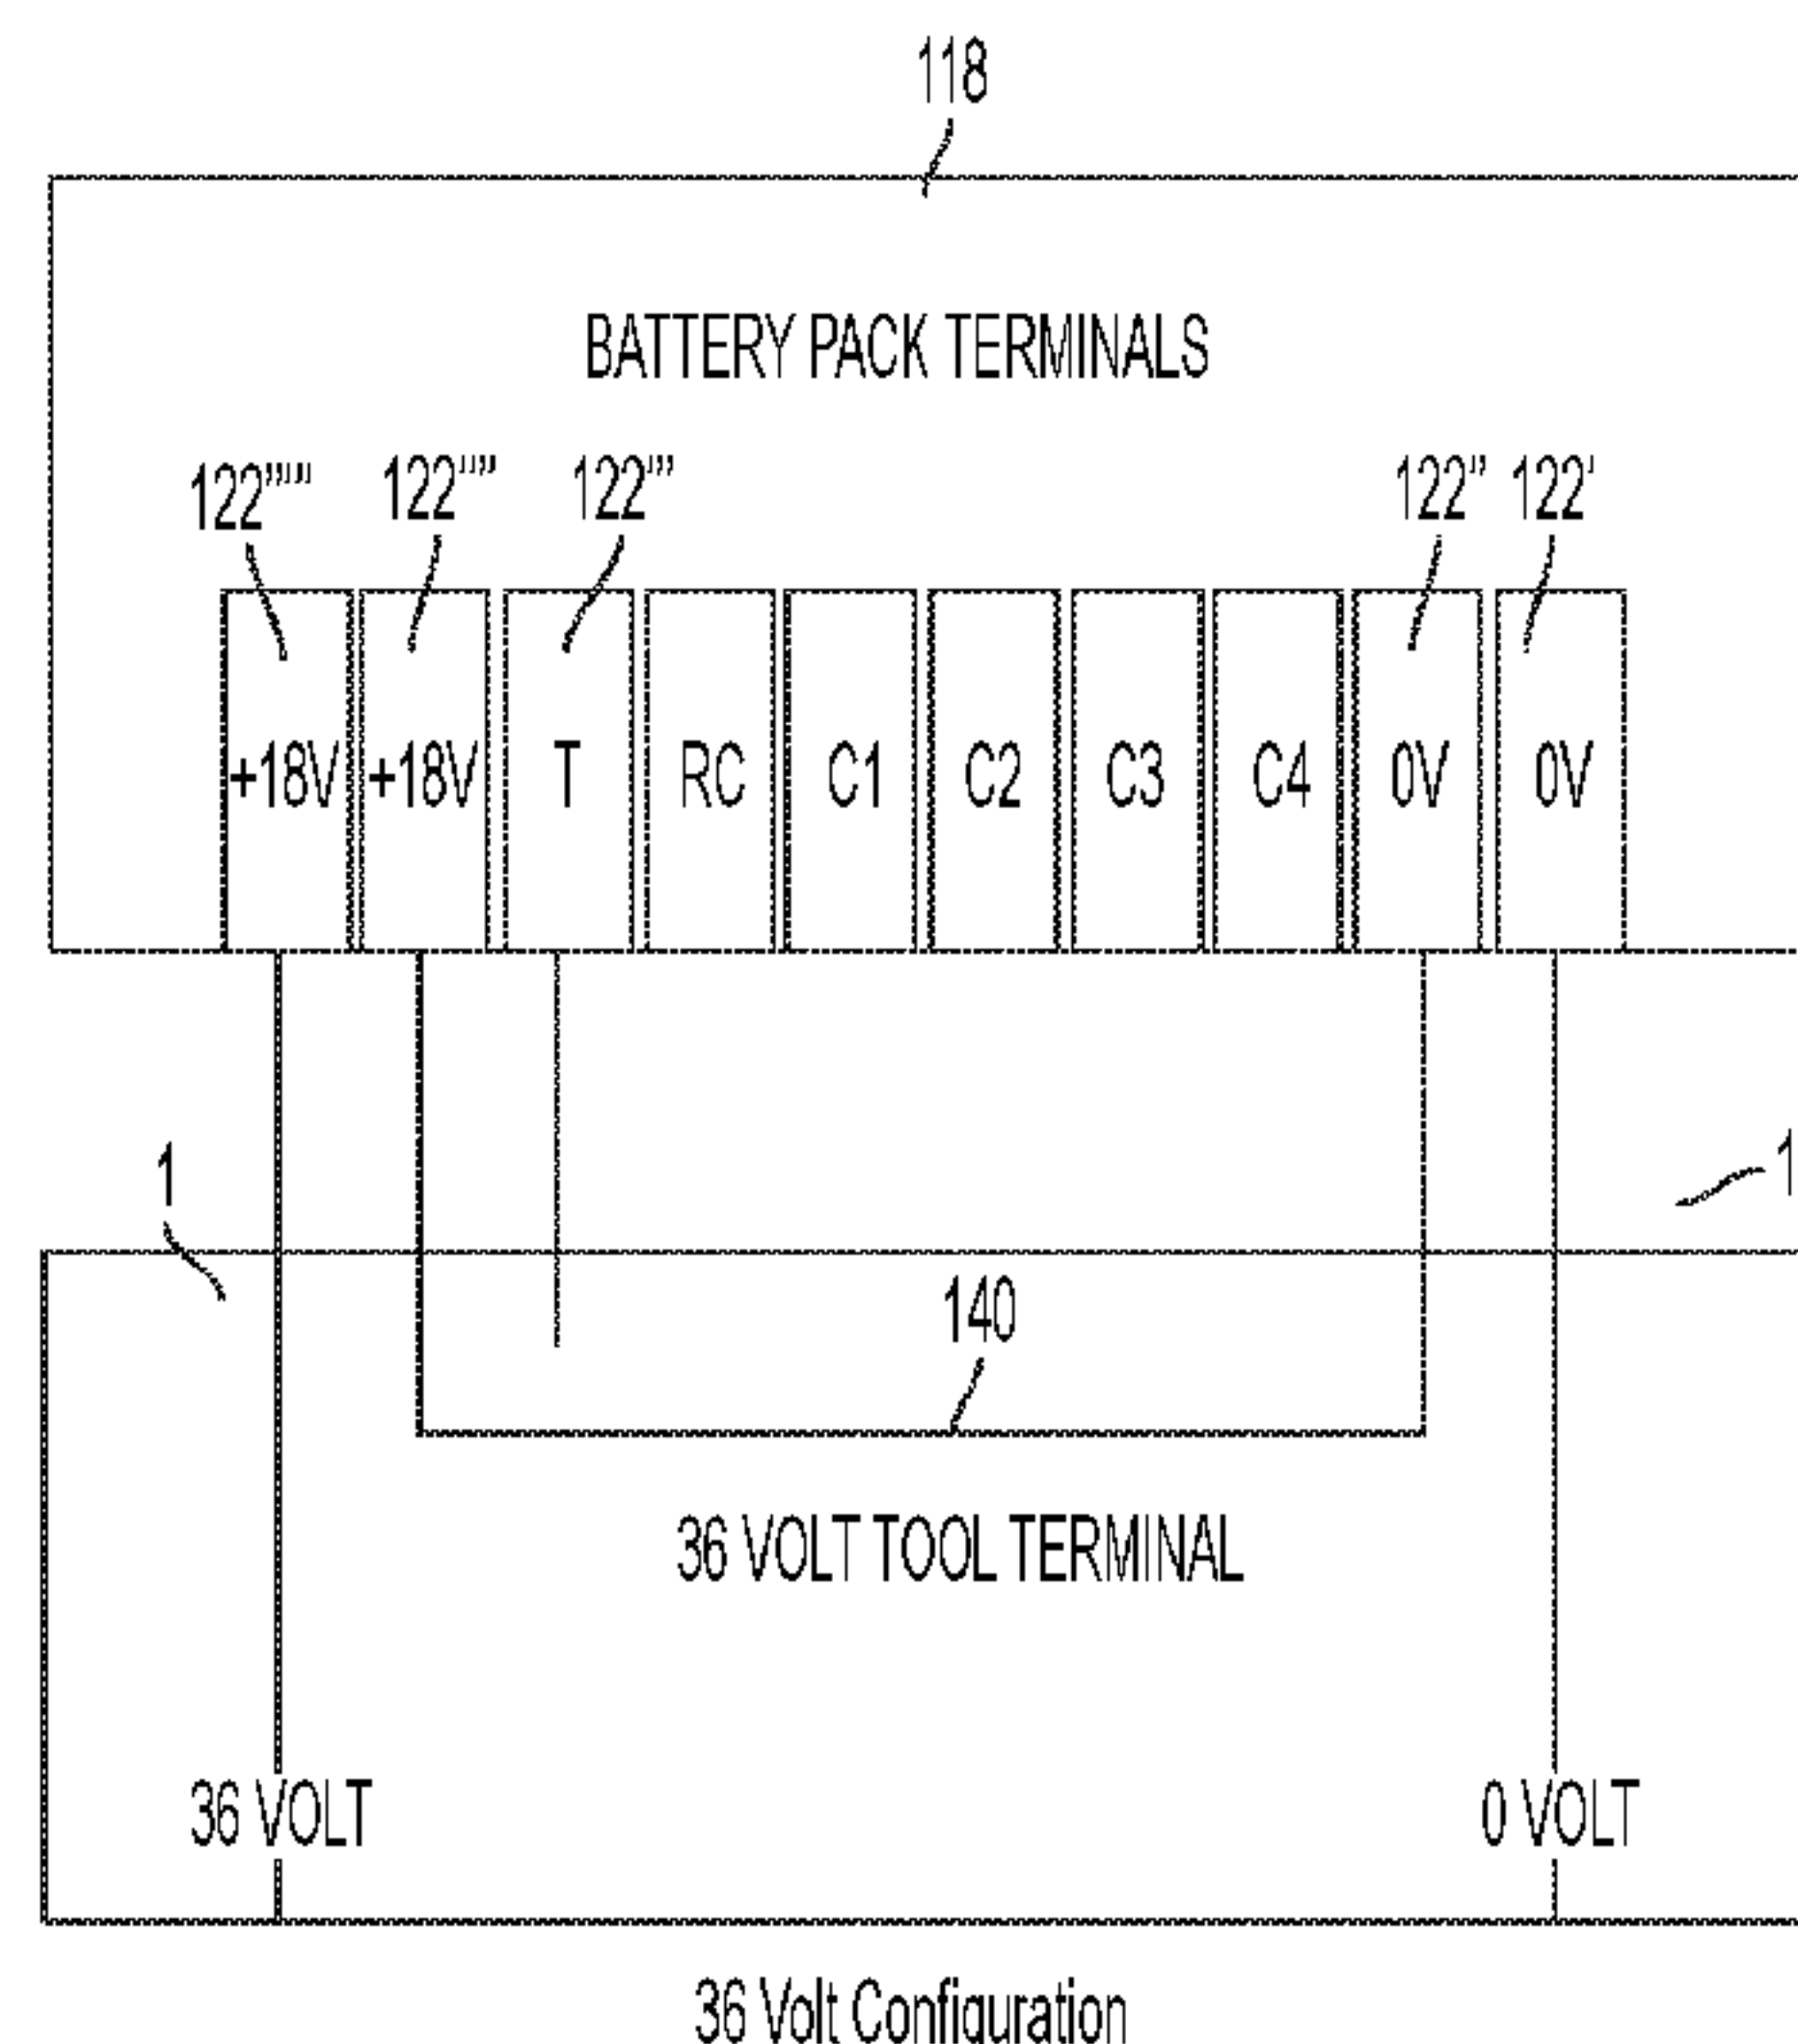 118
BATTERY PACK TERMINALS
122""' 122"" 122"' 122" 122'
+18V +18V T RC C1 C2 C3 C4 0V 0V
1 1
140
36 VOLT TOOL TERMINAL
36 VOLT 0 VOLT
36 Volt Configuration